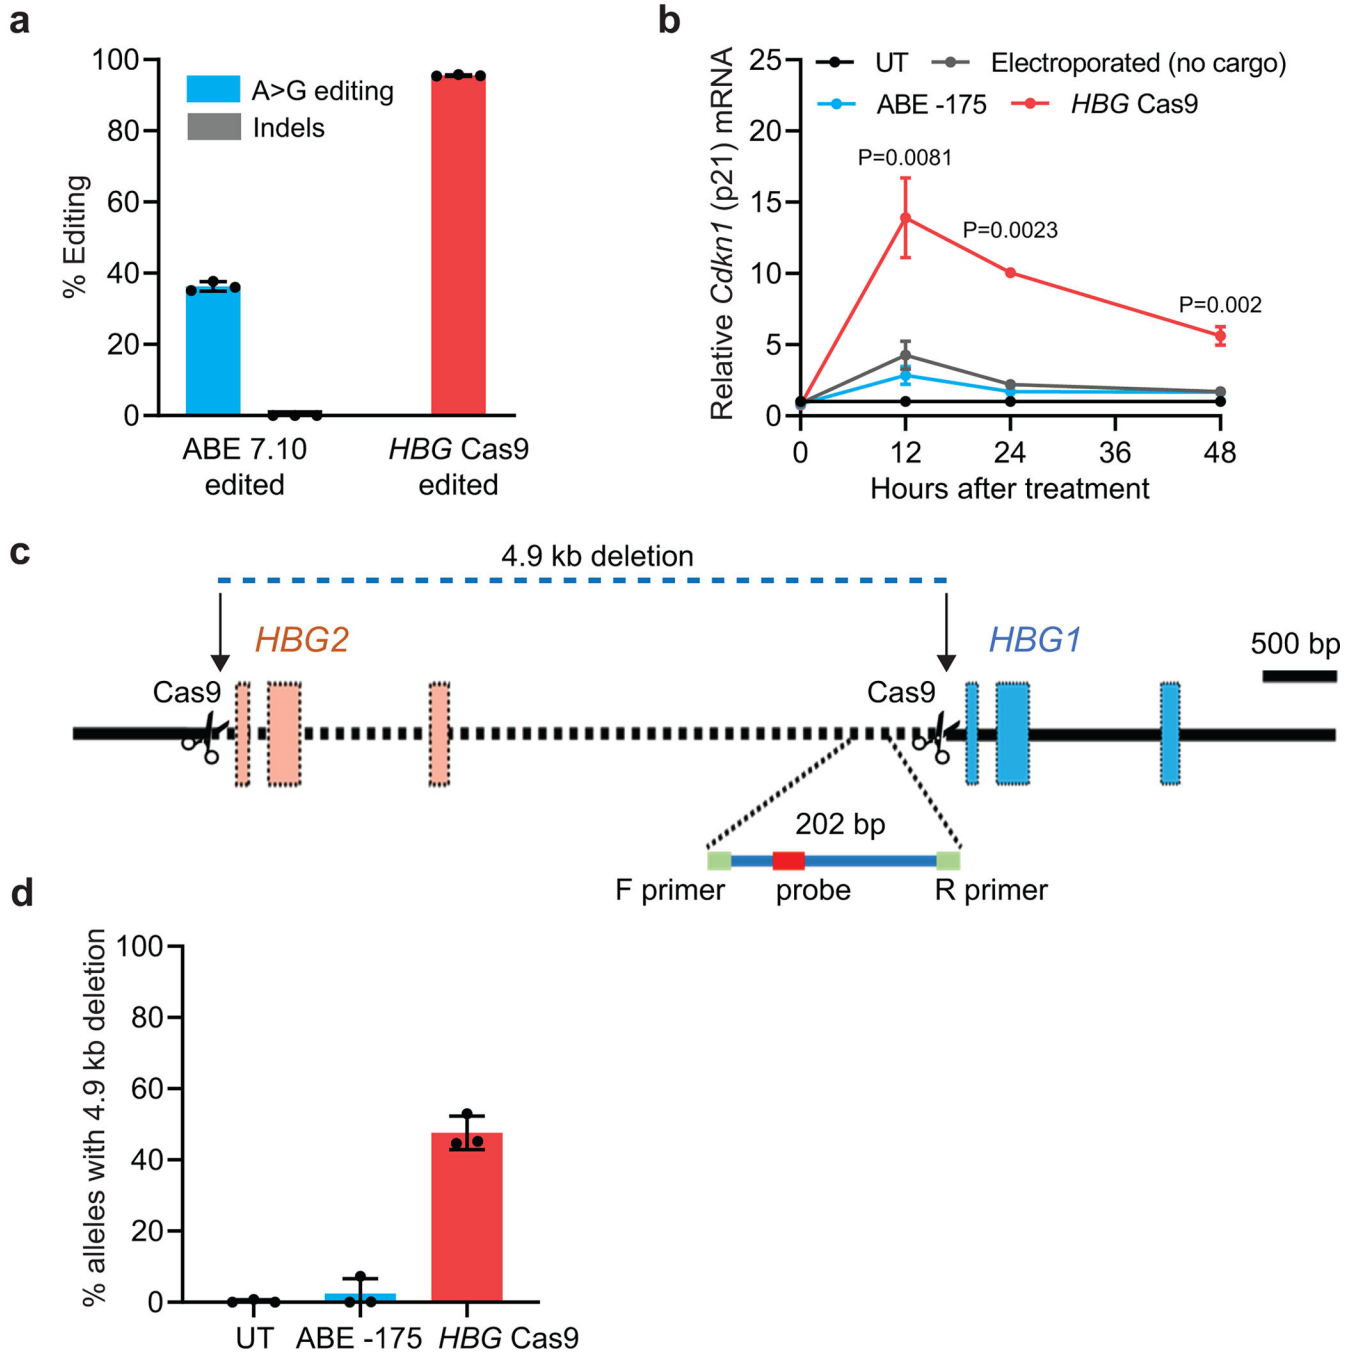 a
100
80
60
40
20
0
% Editing
A>G editing
Indels
ABE 7.10
edited
HBG Cas9
edited
b
25
20
15
10
5
0
Relative Cdkn1 (p21) mRNA
UT
Electroporated (no cargo)
ABE -175
HBG Cas9
P=0.0081
P=0.0023
P=0.002
0 12 24 36 48
Hours after treatment
c
4.9 kb deletion
HBG2
HBG1
500 bp
Cas9
Cas9
202 bp
F primer
probe
R primer
d
100
80
60
40
20
0
% alleles with 4.9 kb deletion
UT
ABE -175
HBG Cas9